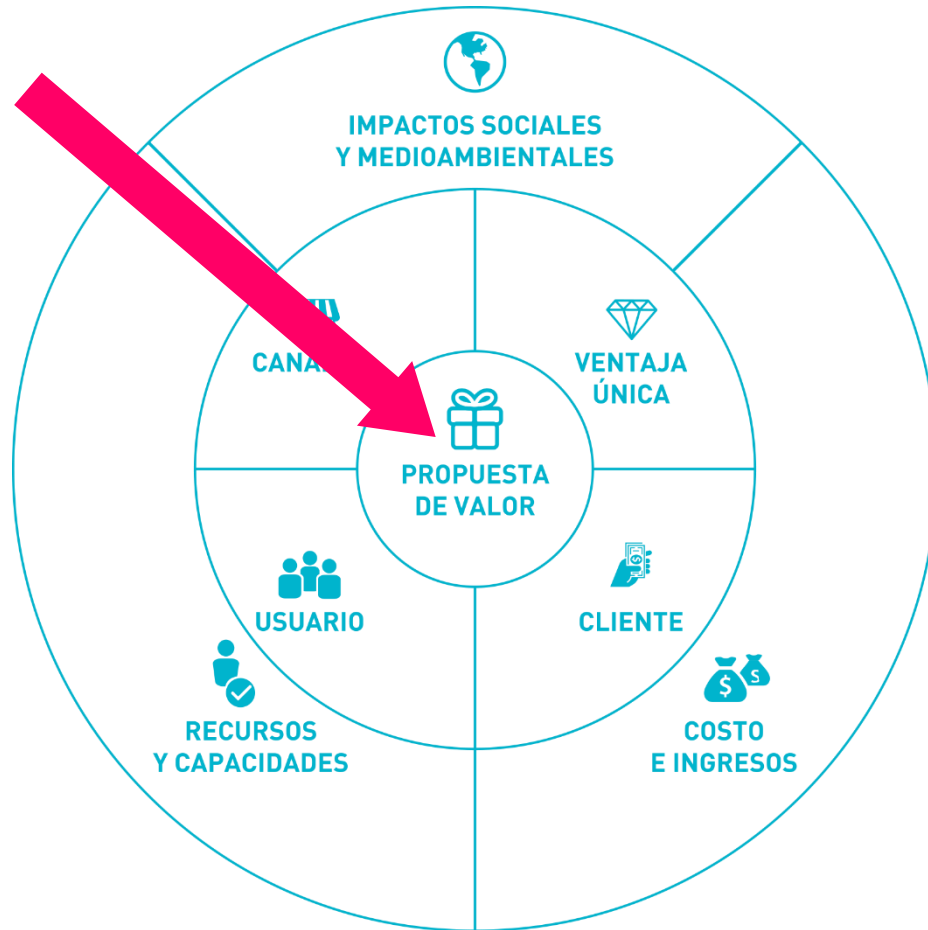 IMPACTOS SOCIALES
Y MEDIOAMBIENTALES
VENTAJA
ÚNICA
PROPUESTA
DE VALOR
USUARIO
CLIENTE
RECURSOS
Y CAPACIDADES
COSTO
E INGRESOS